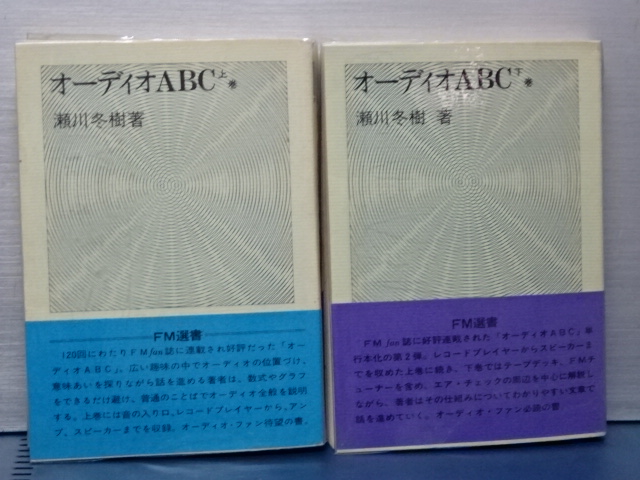 オーディオABC上巻
瀬川冬樹著
FM選書
120回にわたりFMfan誌に連載され好評だった「オー
ディオABC」。広い趣味の中でオーディオの位置づけ、
意味あいを探りながら話を進める著者は、数式やグラフ
をできるだけ避け、普通のことばでオーディオ全般を説明
する。上巻には音の入り口、レコードプレイヤーから、アン
プ、スピーカーまでを収録。オーディオ・ファン待望の書。
オーディオABC下巻
瀬川冬樹 著
FM選書
「FMfan誌に好評連載された「オーディオABC」単
行本化の第2弾。レコードプレイヤーからスピーカーま
でを収めた上巻に続き、下巻ではテープデッキ、FMチ
ューナーを含め、エア・チェックの周辺を中心に解説し
ながら、著者はその仕組みについてわかりやすい文章で
話を進めていく。オーディオ・ファン必読の書